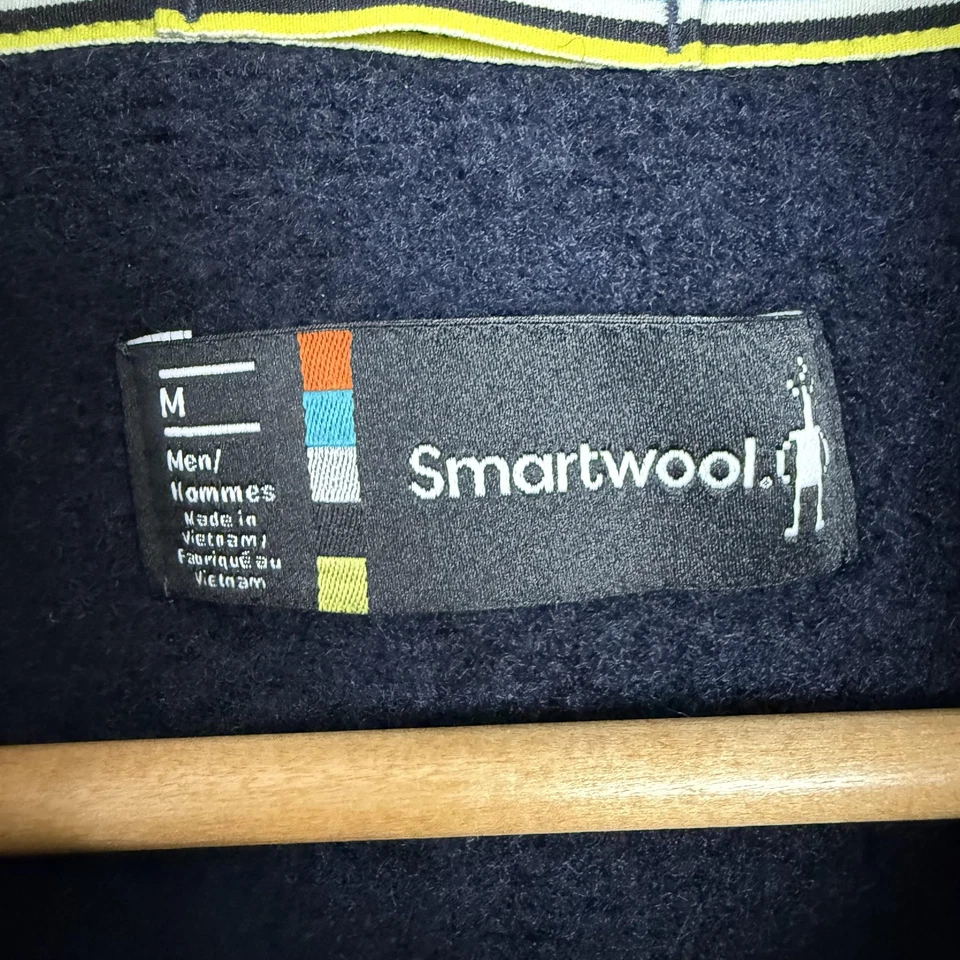 M
Men/
Hommes
Made in
Vietnam/
Fabriqué au
Vietnam
Smartwool.